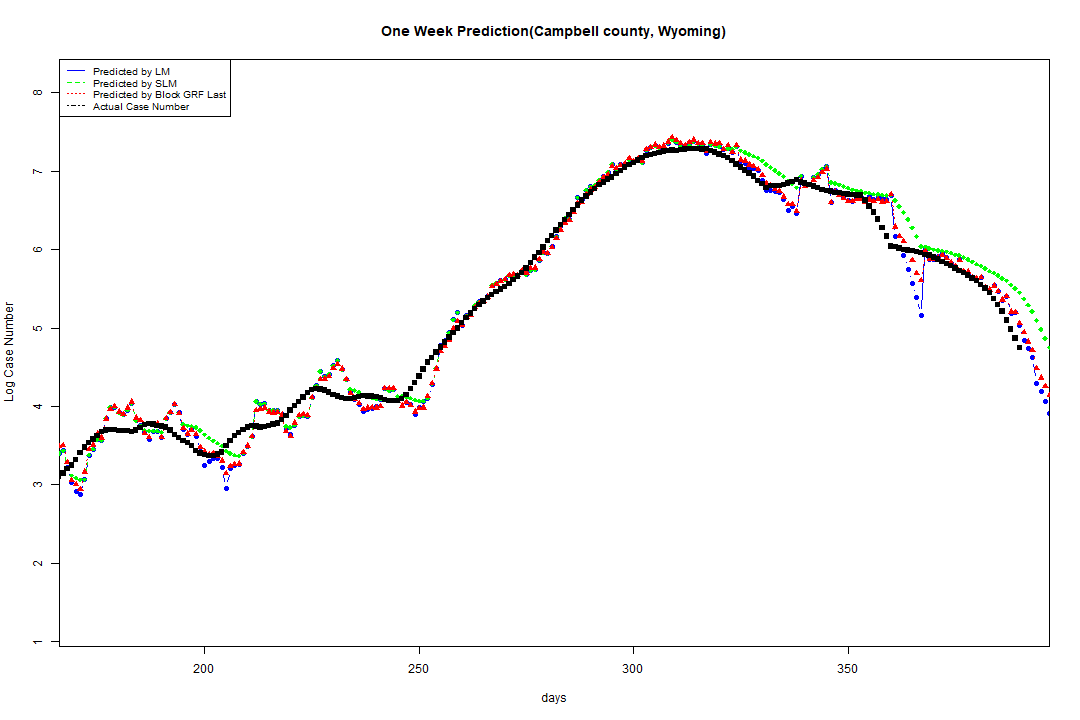 One Week Prediction(Campbell county, Wyoming)
Predicted by LM
Predicted by SLM
Predicted by Block GRF Last
Actual Case Number
8
7
6
5
4
3
2
1
Log Case Number
200 250 300 350
days